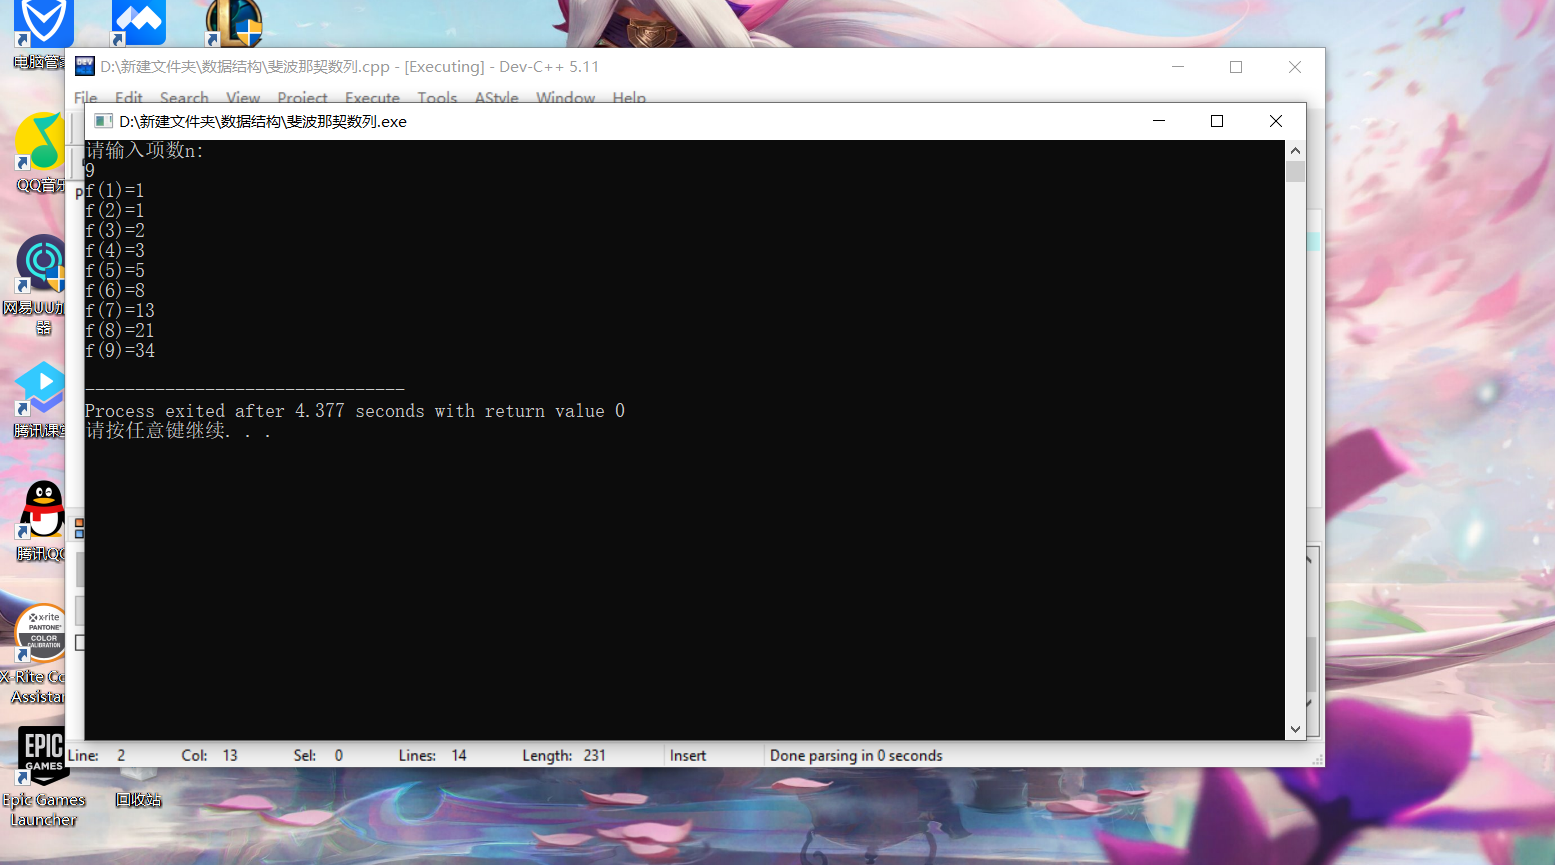 电脑管家
D:\新建文件夹\数据结构\斐波那契数列.cpp - [Executing] - Dev-C++ 5.11
File Edit Search View Project Execute Tools AStyle Window Help
D:\新建文件夹\数据结构\斐波那契数列.exe
请输入项数n:
9
f(1)=1
f(2)=1
f(3)=2
f(4)=3
f(5)=5
f(6)=8
f(7)=13
f(8)=21
f(9)=34
--------------------------------
Process exited after 4.377 seconds with return value 0
请按任意键继续. . .
QQ音乐
网易UU加
器
腾讯课堂
腾讯QQ
x-rite
PANTONE
COLOR
CALIBRATION
X-Rite Co
Assistan
EPIC
GAMES
Epic Games
Launcher
回收站
Line: 2 Col: 13 Sel: 0 Lines: 14 Length: 231 Insert Done parsing in 0 seconds